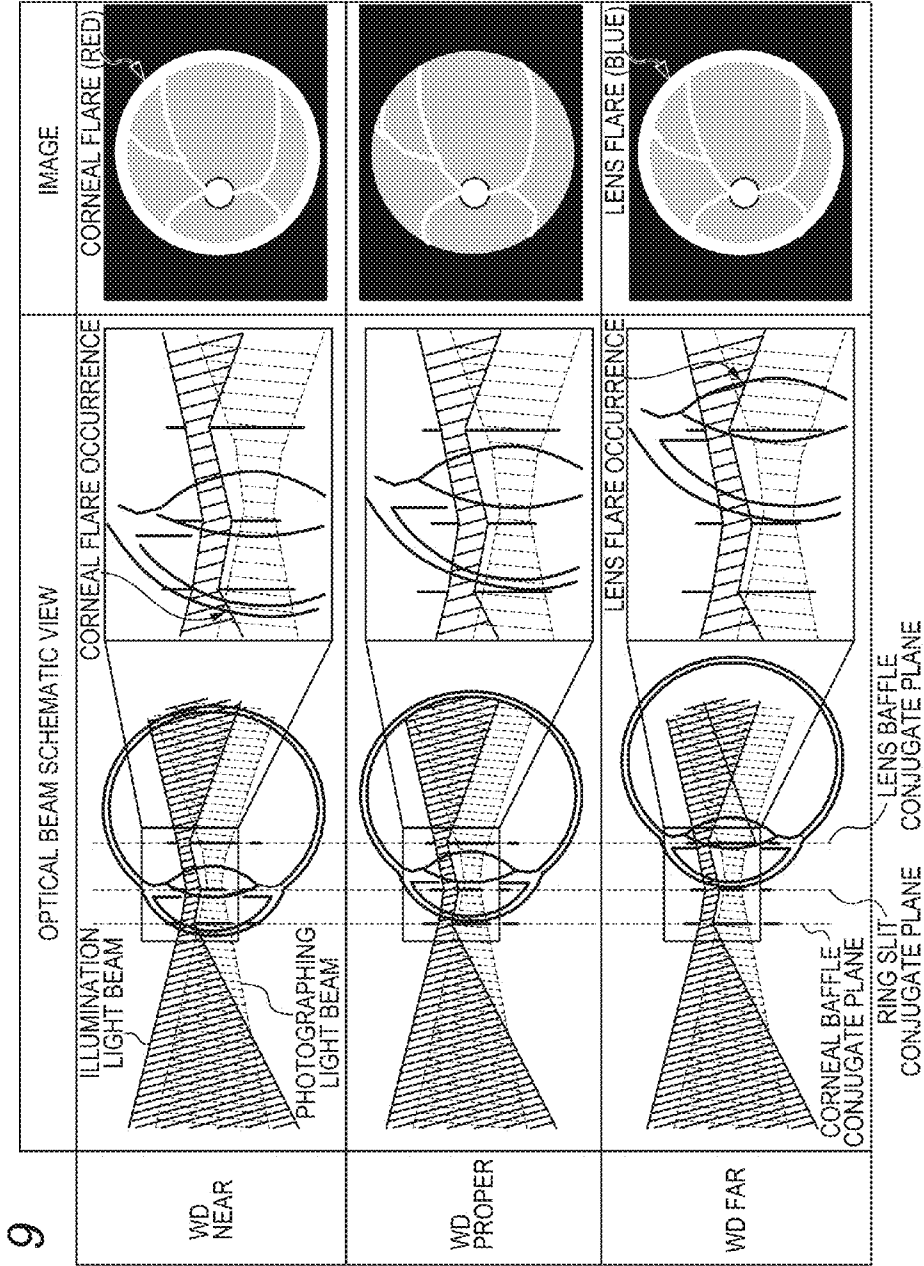 9
OPTICAL BEAM SCHEMATIC VIEW
IMAGE
WD
NEAR
ILLUMINATION
LIGHT BEAM
PHOTOGRAPHING
LIGHT BEAM
CORNEAL FLARE OCCURRENCE
CORNEAL FLARE (RED)
WD
PROPER
WD FAR
LENS FLARE OCCURRENCE
LENS FLARE (BLUE)
CORNEAL BAFFLE
CONJUGATE PLANE
RING SLIT
CONJUGATE PLANE
LENS BAFFLE
CONJUGATE PLANE